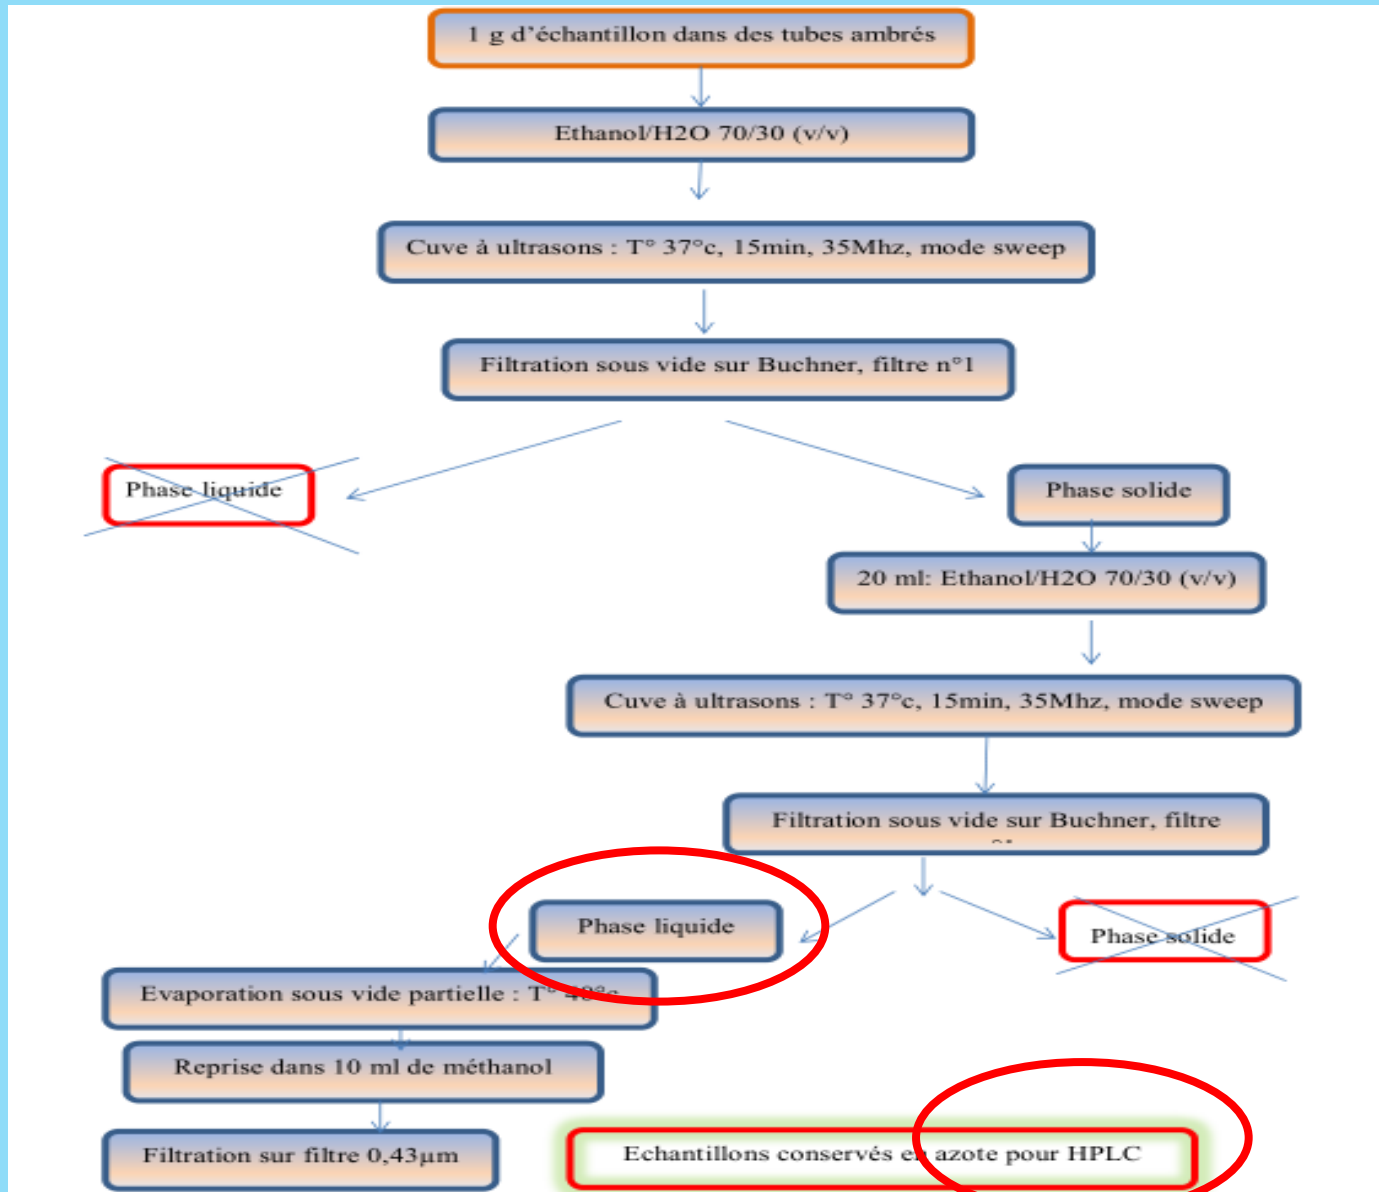 1 g d'échantillon dans des tubes ambrés
Ethanol/H2O 70/30 (v/v)
Cuve à ultrasons : T° 37°c, 15min, 35Mhz, mode sweep
Filtration sous vide sur Buchner, filtre n°1
Phase liquide
Phase solide
20 ml: Ethanol/H2O 70/30 (v/v)
Cuve à ultrasons : T° 37°c, 15min, 35Mhz, mode sweep
Filtration sous vide sur Buchner, filtre
Phase liquide
Phase solide
Evaporation sous vide partielle : T° 40°c
Reprise dans 10 ml de méthanol
Filtration sur filtre 0,43µm
Echantillons conservés en azote pour HPLC